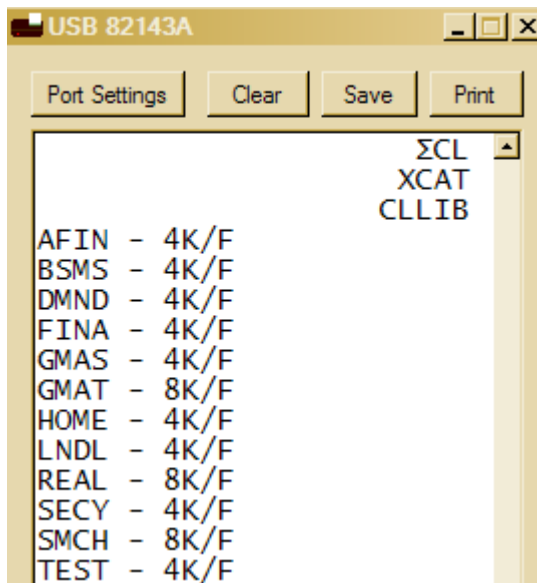 USB 82143A
Port Settings Clear Save Print
ΣCL
XCAT
CLLIB
AFIN - 4K/F
BSMS - 4K/F
DMND - 4K/F
FINA - 4K/F
GMAS - 4K/F
GMAT - 8K/F
HOME - 4K/F
LNDL - 4K/F
REAL - 8K/F
SECY - 4K/F
SMCH - 8K/F
TEST - 4K/F